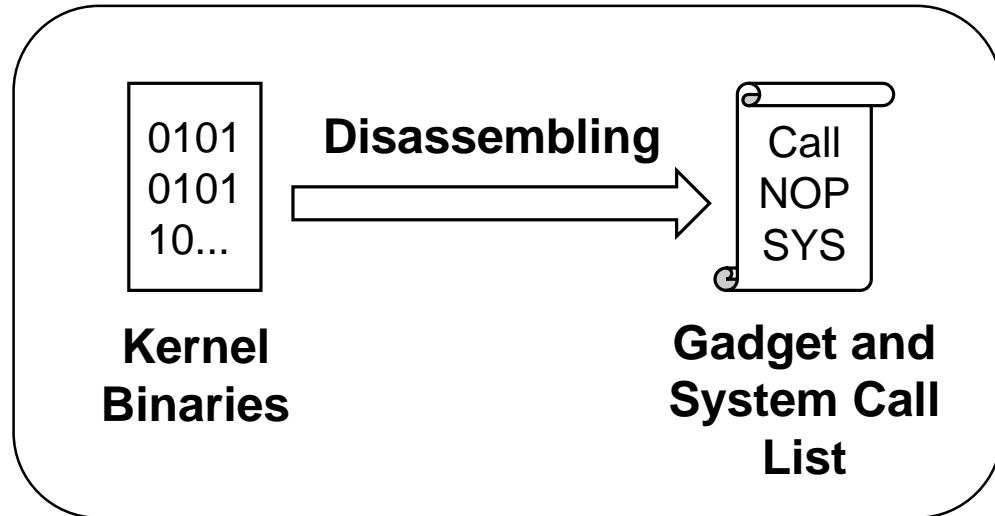 0101
0101
10...
Disassembling
Call
NOP
SYS
Kernel
Binaries
Gadget and
System Call
List